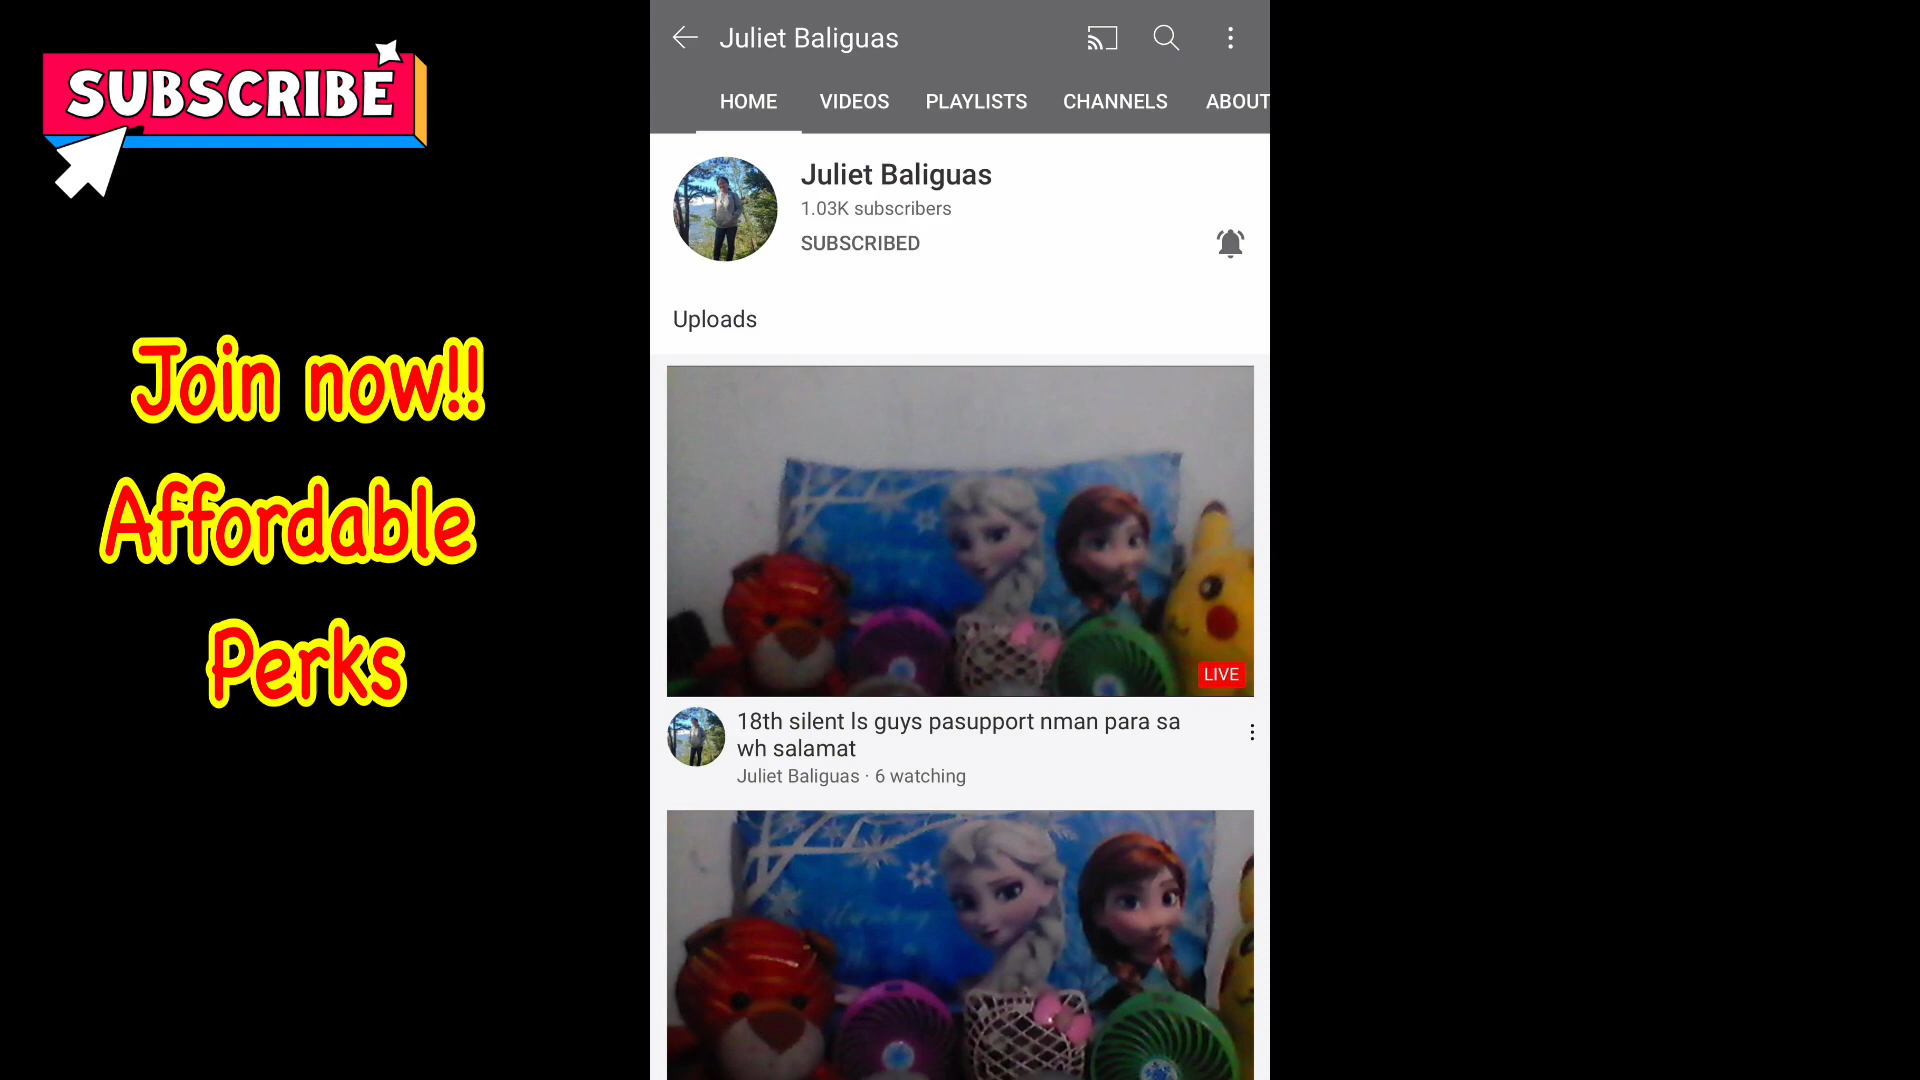 SUBSCRIBE
Join now!!
Affordable
Perks
Juliet Baliguas
HOME VIDEOS PLAYLISTS CHANNELS ABOUT
Juliet Baliguas
1.03K subscribers
SUBSCRIBED
Uploads
LIVE
18th silent ls guys pasupport nman para sa
wh salamat
Juliet Baliguas · 6 watching